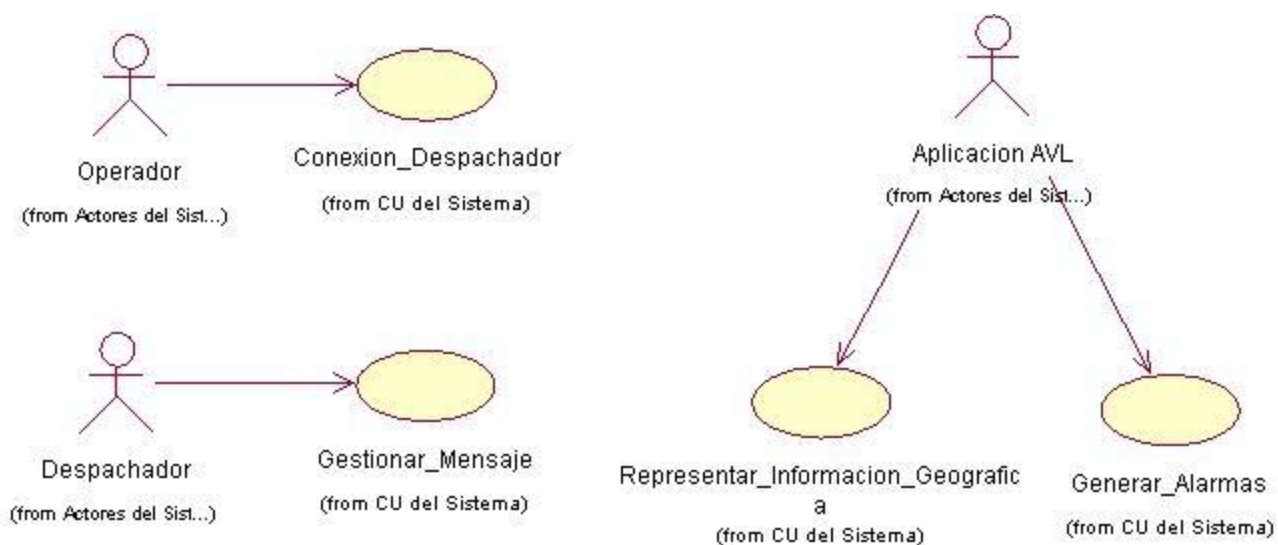 Operador
(from Actores del Sist...)
Conexion_Despachador
(from CU del Sistema)
Aplicacion AVL
(from Actores del Sist...)
Despachador
(from Actores del Sist...)
Gestionar_Mensaje
(from CU del Sistema)
Representar_Informacion_Geografic
a
(from CU del Sistema)
Generar_Alarmas
(from CU del Sistema)